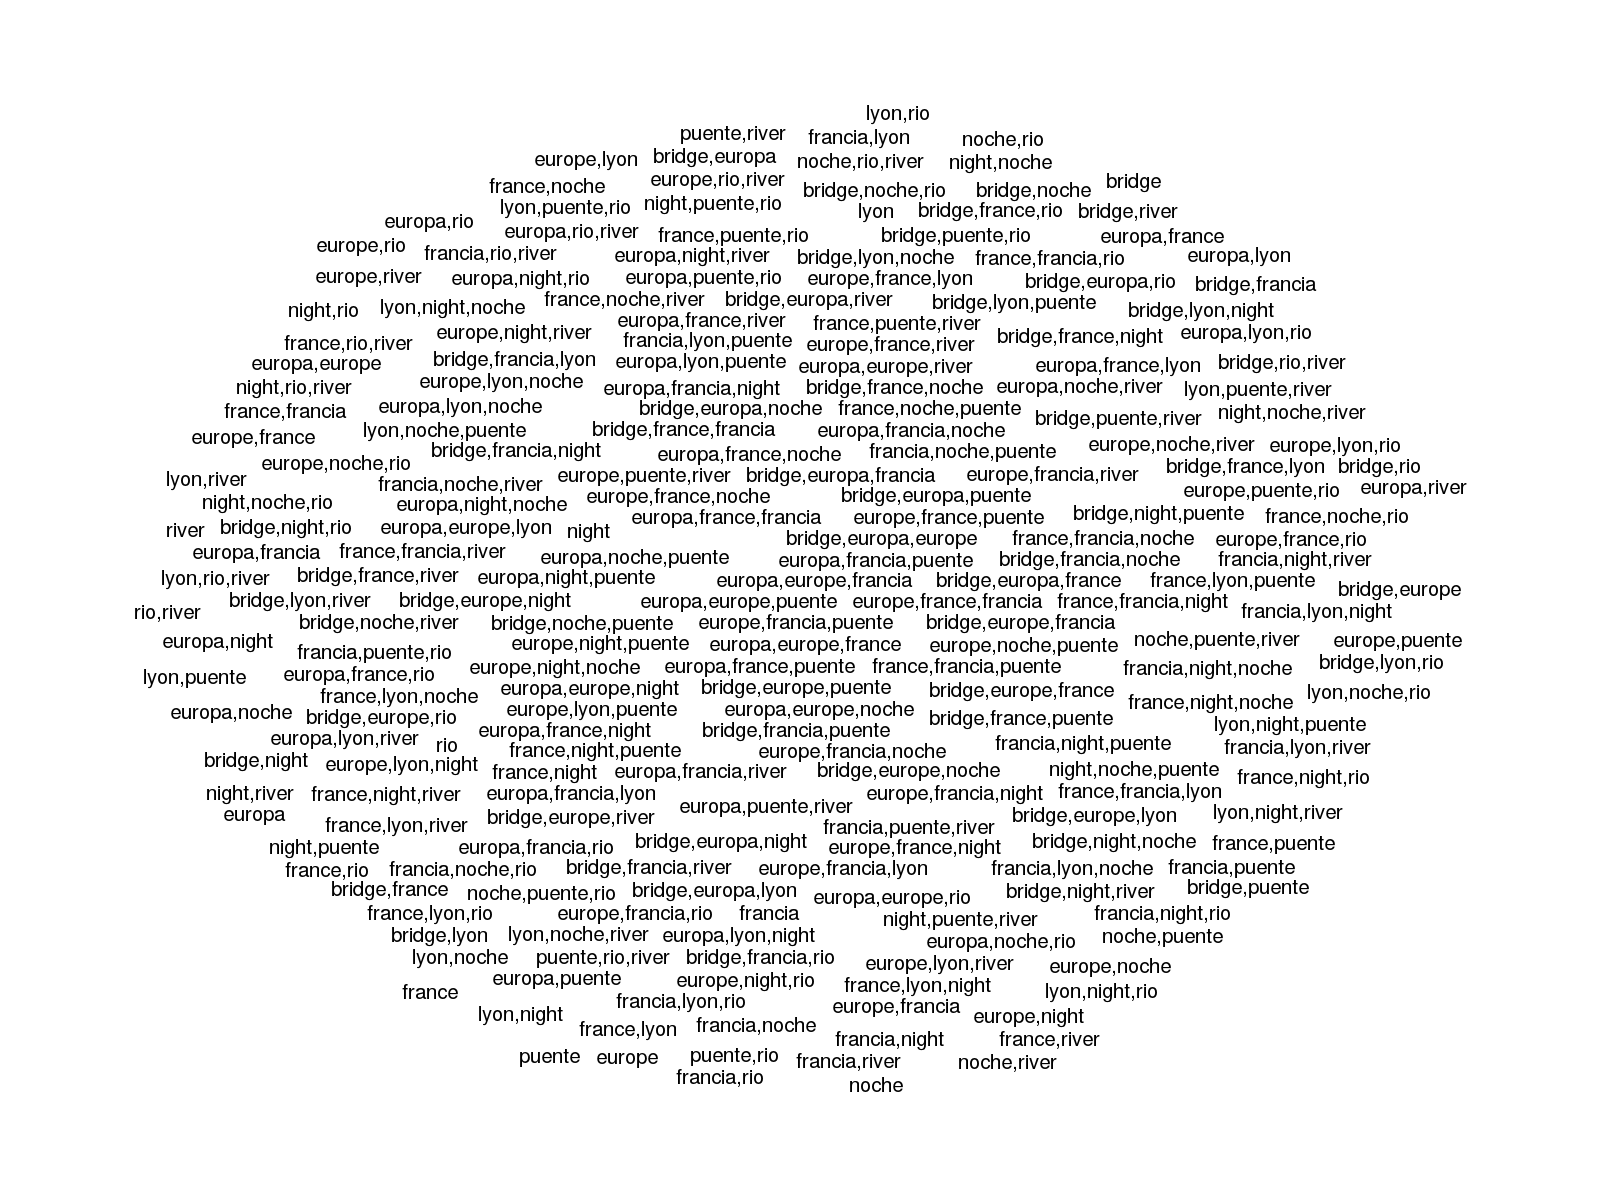 lyon,rio
puente,river francia,lyon noche,rio
europe,lyon bridge,europa noche,rio,river night,noche
france,noche europe,rio,river bridge,noche,rio bridge,noche bridge
lyon,puente,rio night,puente,rio lyon bridge,france,rio bridge,river
europa,rio europa,rio,river france,puente,rio bridge,puente,rio europa,france
europe,rio francia,rio,river europa,night,river bridge,lyon,noche france,francia,rio europa,lyon
europe,river europa,night,rio europa,puente,rio europe,france,lyon bridge,europa,rio bridge,francia
night,rio lyon,night,noche france,noche,river bridge,europa,river bridge,lyon,puente bridge,lyon,night
france,rio,river europe,night,river europa,france,river france,puente,river bridge,france,night europa,lyon,rio
francia,lyon,puente europe,france,river
europa,europe bridge,francia,lyon europa,lyon,puente europa,europe,river europa,france,lyon bridge,rio,river
night,rio,river europe,lyon,noche europa,francia,night bridge,france,noche europa,noche,river lyon,puente,river
france,francia europa,lyon,noche bridge,europa,noche france,noche,puente bridge,puente,river night,noche,river
europe,france lyon,noche,puente bridge,france,francia europa,francia,noche
europe,noche,rio bridge,francia,night europa,france,noche francia,noche,puente europe,noche,river europe,lyon,rio
lyon,river francia,noche,river europe,puente,river bridge,europa,francia europe,francia,river bridge,france,lyon bridge,rio
night,noche,rio europa,night,noche europe,france,noche bridge,europa,puente europe,puente,rio europa,river
river bridge,night,rio europa,europe,lyon night europa,france,francia europe,france,puente bridge,night,puente france,noche,rio
bridge,europa,europe france,francia,noche europe,france,rio
europa,francia france,francia,river europa,noche,puente europa,francia,puente bridge,francia,noche francia,night,river
lyon,rio,river bridge,france,river europa,night,puente europa,europe,francia bridge,europa,france france,lyon,puente bridge,europe
rio,river bridge,lyon,river bridge,europe,night europa,europe,puente europe,france,francia france,francia,night francia,lyon,night
bridge,noche,river bridge,noche,puente europe,francia,puente bridge,europe,francia
europa,night francia,puente,rio europe,night,puente europa,europe,france europe,noche,puente noche,puente,river europe,puente
lyon,puente europa,france,rio europe,night,noche europa,france,puente france,francia,puente francia,night,noche bridge,lyon,rio
france,lyon,noche europa,europe,night bridge,europe,puente bridge,europe,france france,night,noche lyon,noche,rio
europa,noche bridge,europe,rio europe,lyon,puente europa,europe,noche bridge,france,puente lyon,night,puente
europa,lyon,river rio europa,france,night bridge,francia,puente francia,night,puente francia,lyon,river
france,night,puente europe,francia,noche
bridge,night europe,lyon,night france,night europa,francia,river bridge,europe,noche night,noche,puente france,night,rio
night,river france,night,river europa,francia,lyon europe,francia,night france,francia,lyon
europa france,lyon,river bridge,europe,river europa,puente,river francia,puente,river bridge,europe,lyon lyon,night,river
night,puente europa,francia,rio bridge,europa,night europe,france,night bridge,night,noche france,puente
france,rio francia,noche,rio bridge,francia,river europe,francia,lyon francia,lyon,noche francia,puente
bridge,france noche,puente,rio bridge,europa,lyon europa,europe,rio bridge,night,river bridge,puente
france,lyon,rio europe,francia,rio francia night,puente,river francia,night,rio
bridge,lyon lyon,noche,river europa,lyon,night europa,noche,rio noche,puente
lyon,noche puente,rio,river bridge,francia,rio europe,lyon,river europe,noche
france europa,puente europe,night,rio france,lyon,night lyon,night,rio
lyon,night francia,lyon,rio europe,francia europe,night
france,lyon francia,noche francia,night france,river
puente europe puente,rio francia,river noche,river
francia,rio noche